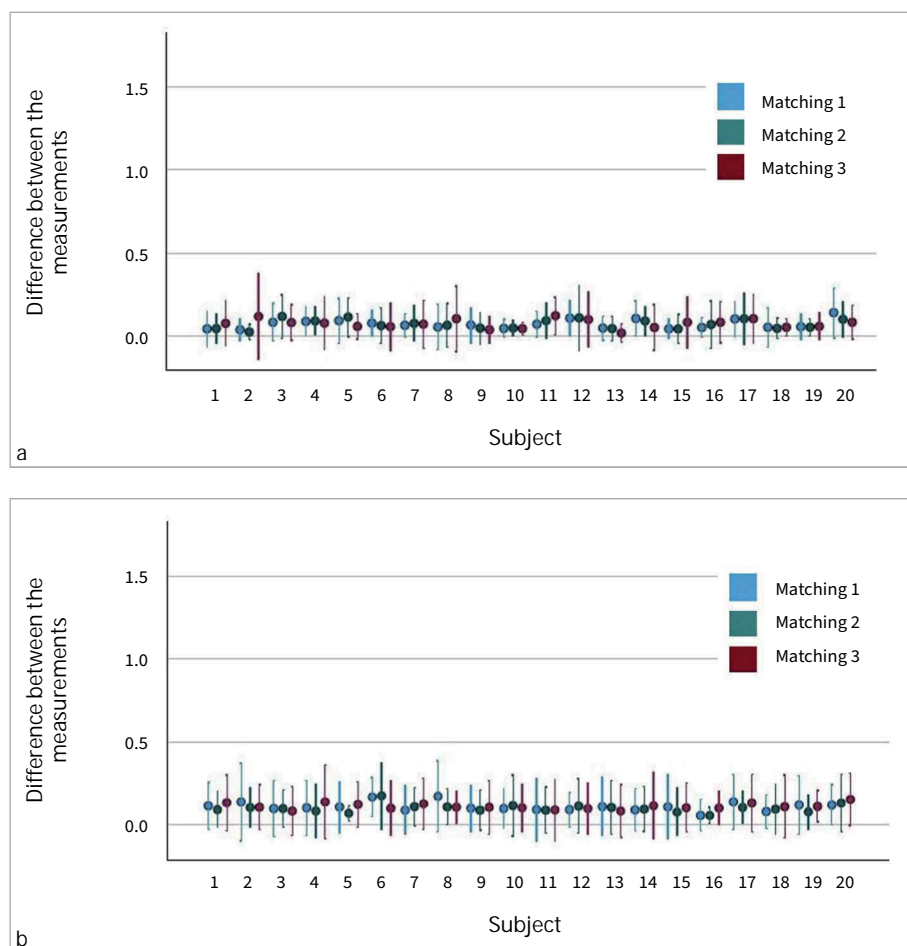 Difference between the
measurements
1.5
1.0
0.5
0.0
Matching 1
Matching 2
Matching 3
1 2 3 4 5 6 7 8 9 10 11 12 13 14 15 16 17 18 19 20
Subject
a
Difference between the
measurements
1.5
1.0
0.5
0.0
Matching 1
Matching 2
Matching 3
1 2 3 4 5 6 7 8 9 10 11 12 13 14 15 16 17 18 19 20
Subject
b